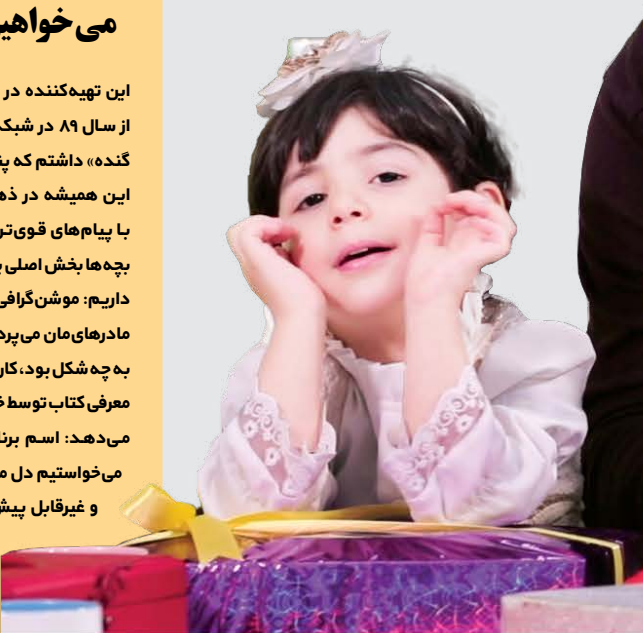 می‌خواهی
این تهیه‌کننده در
از سال ۸۹ در شبکه
گنده» داشتم که پن
این همیشه در ذه
با پیام‌های قوی‌تر
بچه‌ها بخش اصلی ب
داریم: موشن‌گرافی
مادرهای‌مان می‌پرد
به چه شکل بود، کار
معرفی کتاب توسط خ
می‌دهد: اسم برنا
می‌خواستیم دل م
و غیرقابل پیش